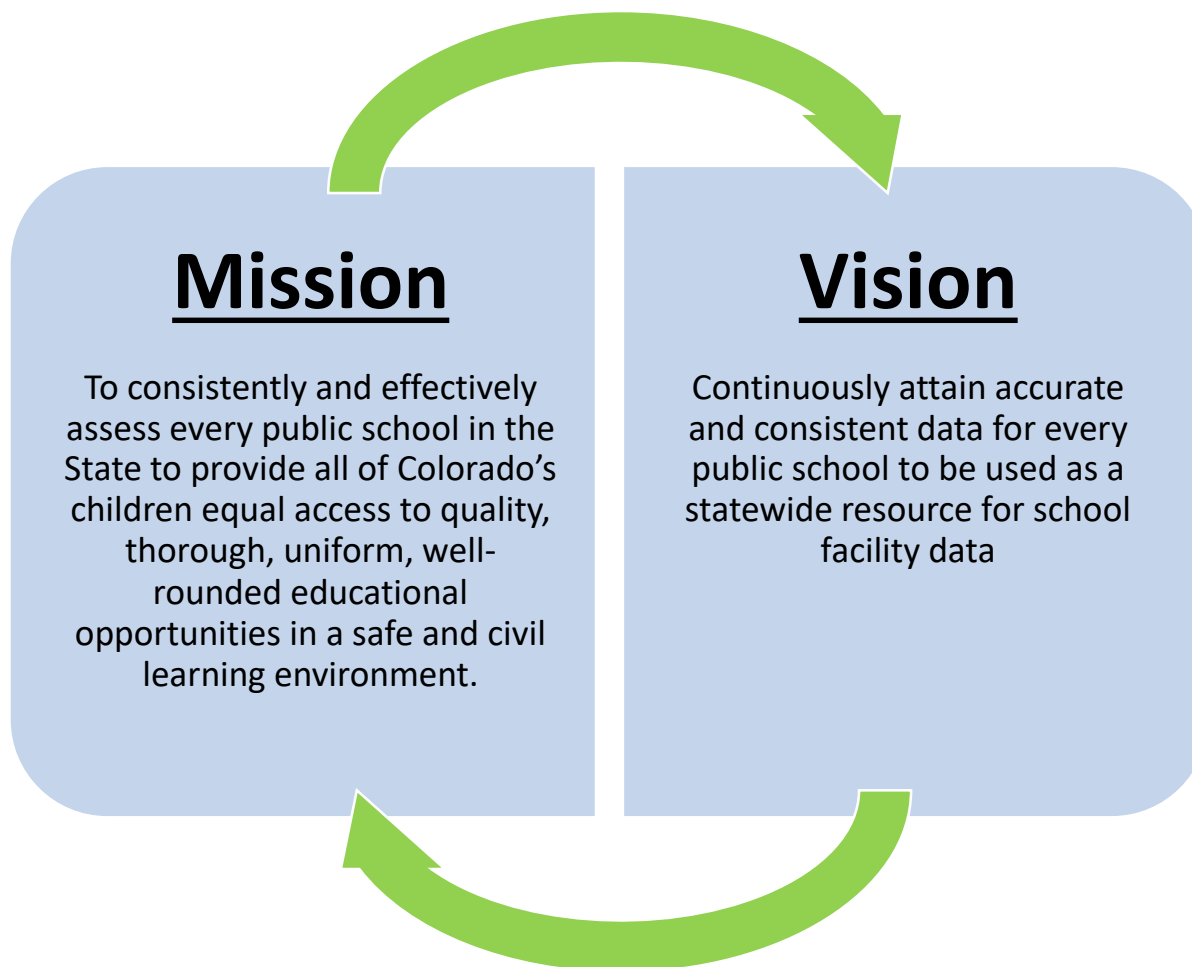 Mission
To consistently and effectively
assess every public school in the
State to provide all of Colorado’s
children equal access to quality,
thorough, uniform, well-
rounded educational
opportunities in a safe and civil
learning environment.
Vision
Continuously attain accurate
and consistent data for every
public school to be used as a
statewide resource for school
facility data